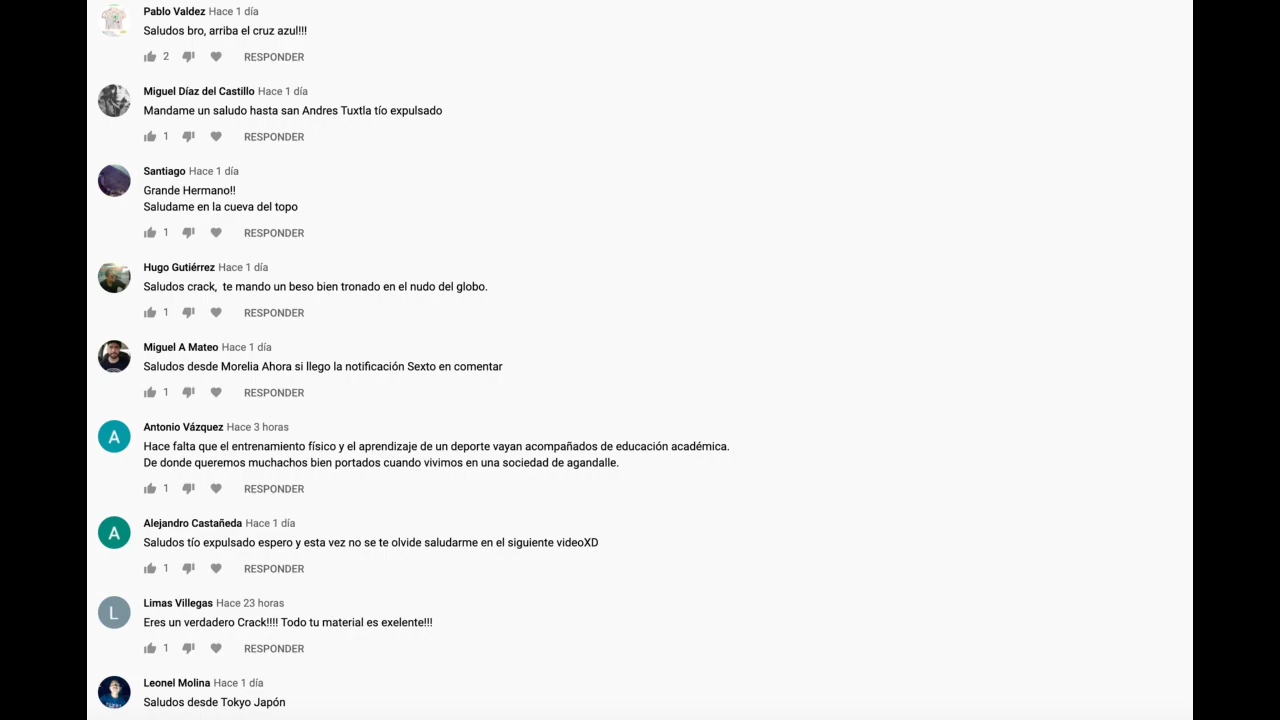 Pablo Valdez Hace 1 día
Saludos bro, arriba el cruz azul!!!
2 RESPONDER
Miguel Díaz del Castillo Hace 1 día
Mandame un saludo hasta san Andres Tuxtla tío expulsado
1 RESPONDER
Santiago Hace 1 día
Grande Hermano!!
Saludame en la cueva del topo
1 RESPONDER
Hugo Gutiérrez Hace 1 día
Saludos crack,  te mando un beso bien tronado en el nudo del globo.
1 RESPONDER
Miguel A Mateo Hace 1 día
Saludos desde Morelia Ahora si llego la notificación Sexto en comentar
1 RESPONDER
A
Antonio Vázquez Hace 3 horas
Hace falta que el entrenamiento físico y el aprendizaje de un deporte vayan acompañados de educación académica.
De donde queremos muchachos bien portados cuando vivimos en una sociedad de agandalle.
1 RESPONDER
A
Alejandro Castañeda Hace 1 día
Saludos tío expulsado espero y esta vez no se te olvide saludarme en el siguiente videoXD
1 RESPONDER
L
Limas Villegas Hace 23 horas
Eres un verdadero Crack!!!! Todo tu material es exelente!!!
1 RESPONDER
Leonel Molina Hace 1 día
Saludos desde Tokyo Japón